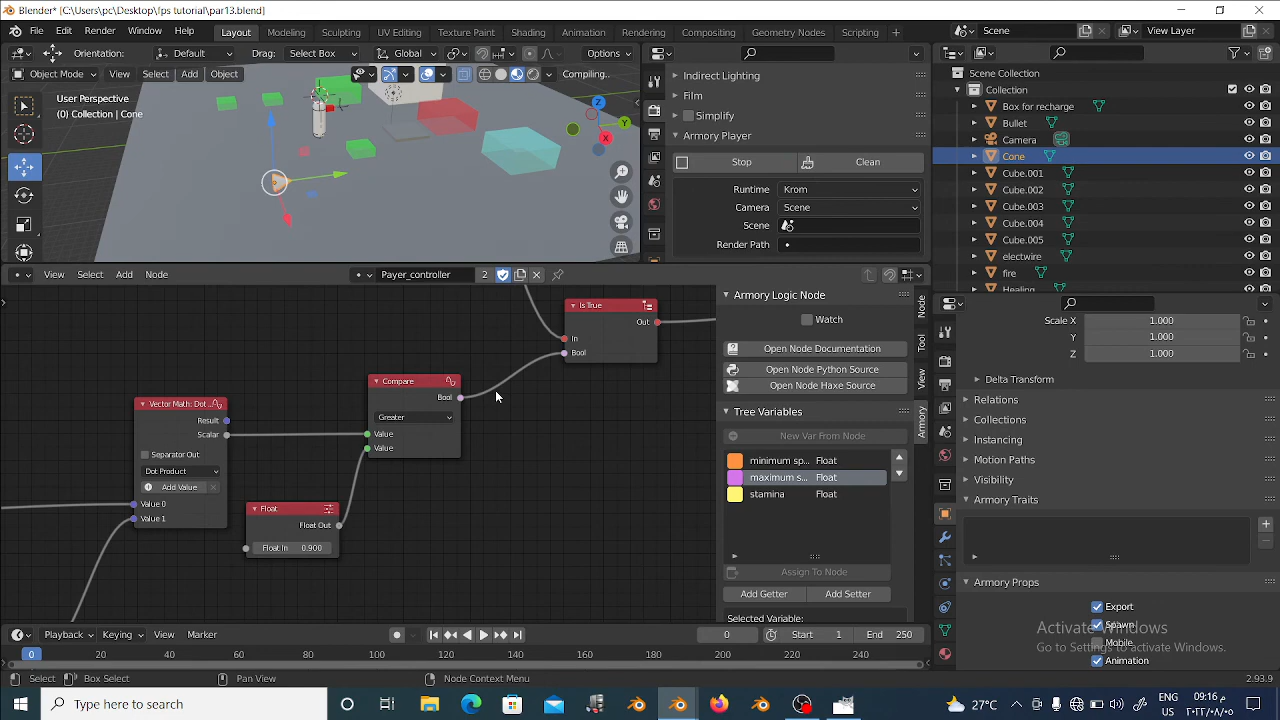 Blender* [C:\Users\pc\Desktop\fps tutorial\par13.blend]
File Edit Render Window Help Layout Modeling Sculpting UV Editing Texture Paint Shading Animation Rendering Compositing Geometry Nodes Scripting + Scene View Layer
Orientation: Default Drag: Select Box Global Options
Object Mode View Select Add Object Compiling...
User Perspective
(0) Collection | Cone
Z
Y
X
Indirect Lighting
Film
Simplify
Armory Player
Stop Clean
Runtime Krom
Camera Scene
Scene
Render Path
Scene Collection
Collection
Box for recharge
Bullet
Camera
Cone
Cube.001
Cube.002
Cube.003
Cube.004
Cube.005
electwire
fire
Healing
View Select Add Node Payer_controller 2
Is True
Out
In
Bool
Compare
Bool
Greater
Value
Value
Vector Math: Dot ...
Result
Scalar
Separator Out
Dot Product
Add Value
Value 0
Value 1
Float
Float Out
Float In 0.900
Armory Logic Node
Watch
Open Node Documentation
Open Node Python Source
Open Node Haxe Source
Tree Variables
New Var From Node
minimum sp... Float
maximum s... Float
stamina Float
Assign To Node
Add Getter Add Setter
Selected Variable:
Node
Tool
View
Armory
Scale X 1.000
Y 1.000
Z 1.000
Delta Transform
Relations
Collections
Instancing
Motion Paths
Visibility
Armory Traits
Armory Props
Export
Spawn
Mobile
Animation
Activate Windows
Go to Settings to activate Windows.
Playback Keying View Marker 0 Start 1 End 250
0 20 40 60 80 100 120 140 160 180 200 220 240
Select Box Select Pan View Node Context Menu 2.93.9
Type here to search 27°C ENG 09:16 م